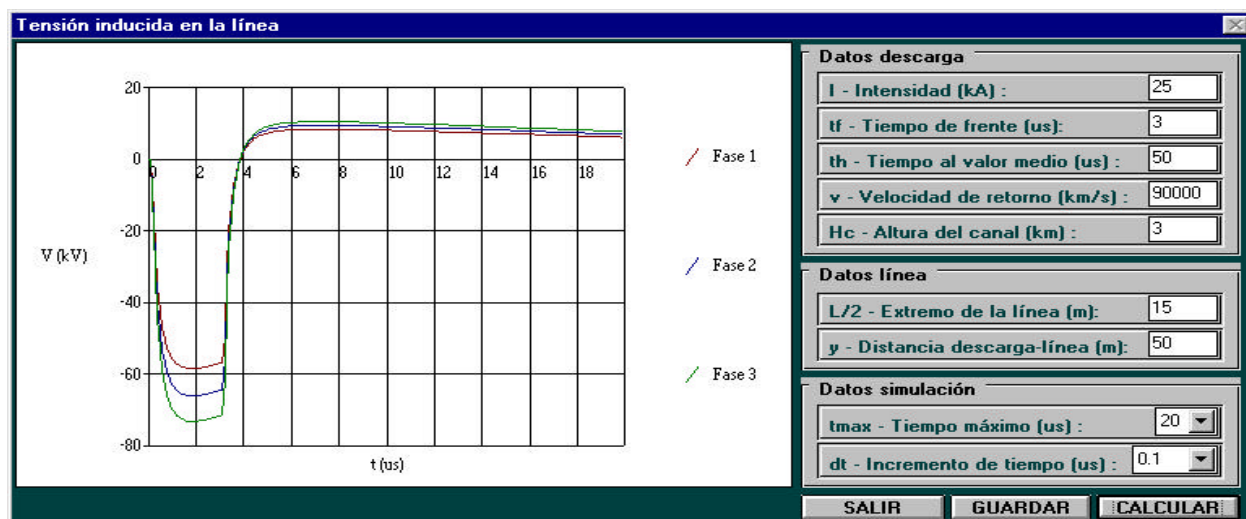 Tensión inducida en la línea
20
0
-20
-40
-60
-80
V (kV)
0 2 4 6 8 10 12 14 16 18
t (us)
Fase 1
Fase 2
Fase 3
Datos descarga
I - Intensidad (kA) : 25
tf - Tiempo de frente (us): 3
th - Tiempo al valor medio (us) : 50
v - Velocidad de retorno (km/s) : 90000
Hc - Altura del canal (km) : 3
Datos línea
L/2 - Extremo de la línea (m): 15
y - Distancia descarga-línea (m): 50
Datos simulación
tmax - Tiempo máximo (us) : 20
dt - Incremento de tiempo (us) : 0.1
SALIR GUARDAR CALCULAR